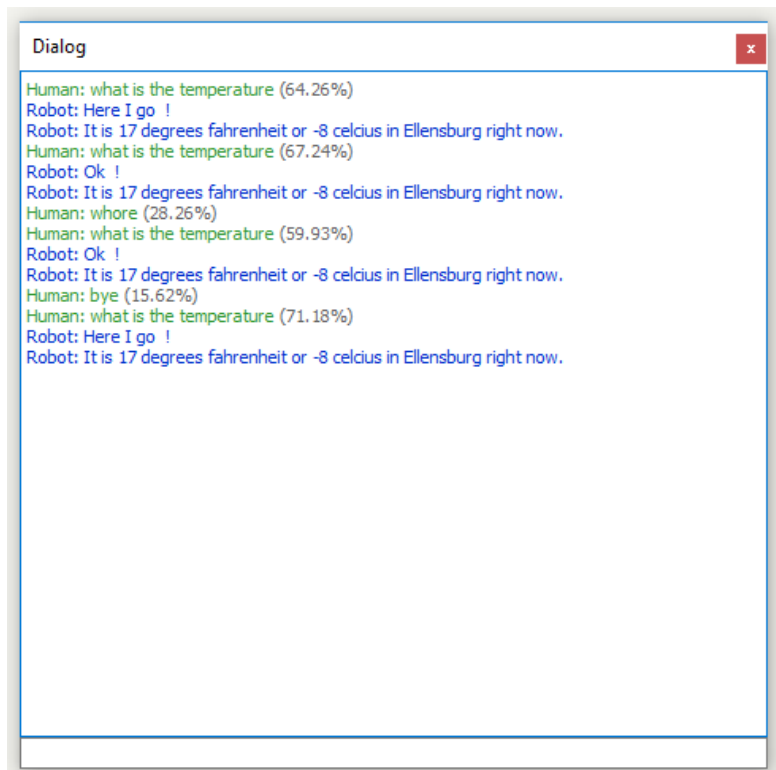 Dialog
x
Human: what is the temperature (64.26%)
Robot: Here I go  !
Robot: It is 17 degrees fahrenheit or -8 celcius in Ellensburg right now.
Human: what is the temperature (67.24%)
Robot: Ok  !
Robot: It is 17 degrees fahrenheit or -8 celcius in Ellensburg right now.
Human: whore (28.26%)
Human: what is the temperature (59.93%)
Robot: Ok  !
Robot: It is 17 degrees fahrenheit or -8 celcius in Ellensburg right now.
Human: bye (15.62%)
Human: what is the temperature (71.18%)
Robot: Here I go  !
Robot: It is 17 degrees fahrenheit or -8 celcius in Ellensburg right now.